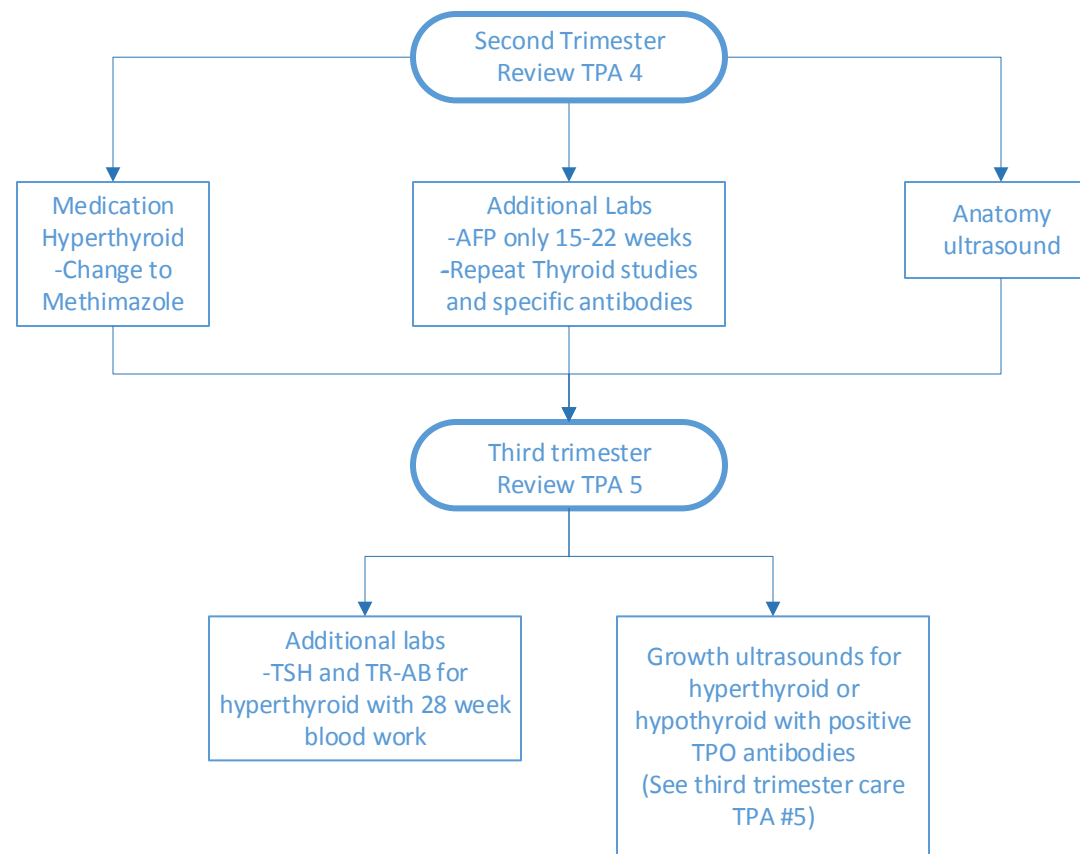 Second Trimester
Review TPA 4
Medication
Hyperthyroid
-Change to
Methimazole
Additional Labs
-AFP only 15-22 weeks
-Repeat Thyroid studies
and specific antibodies
Anatomy
ultrasound
Third trimester
Review TPA 5
Additional labs
-TSH and TR-AB for
hyperthyroid with 28 week
blood work
Growth ultrasounds for
hyperthyroid or
hypothyroid with positive
TPO antibodies
(See third trimester care
TPA #5)